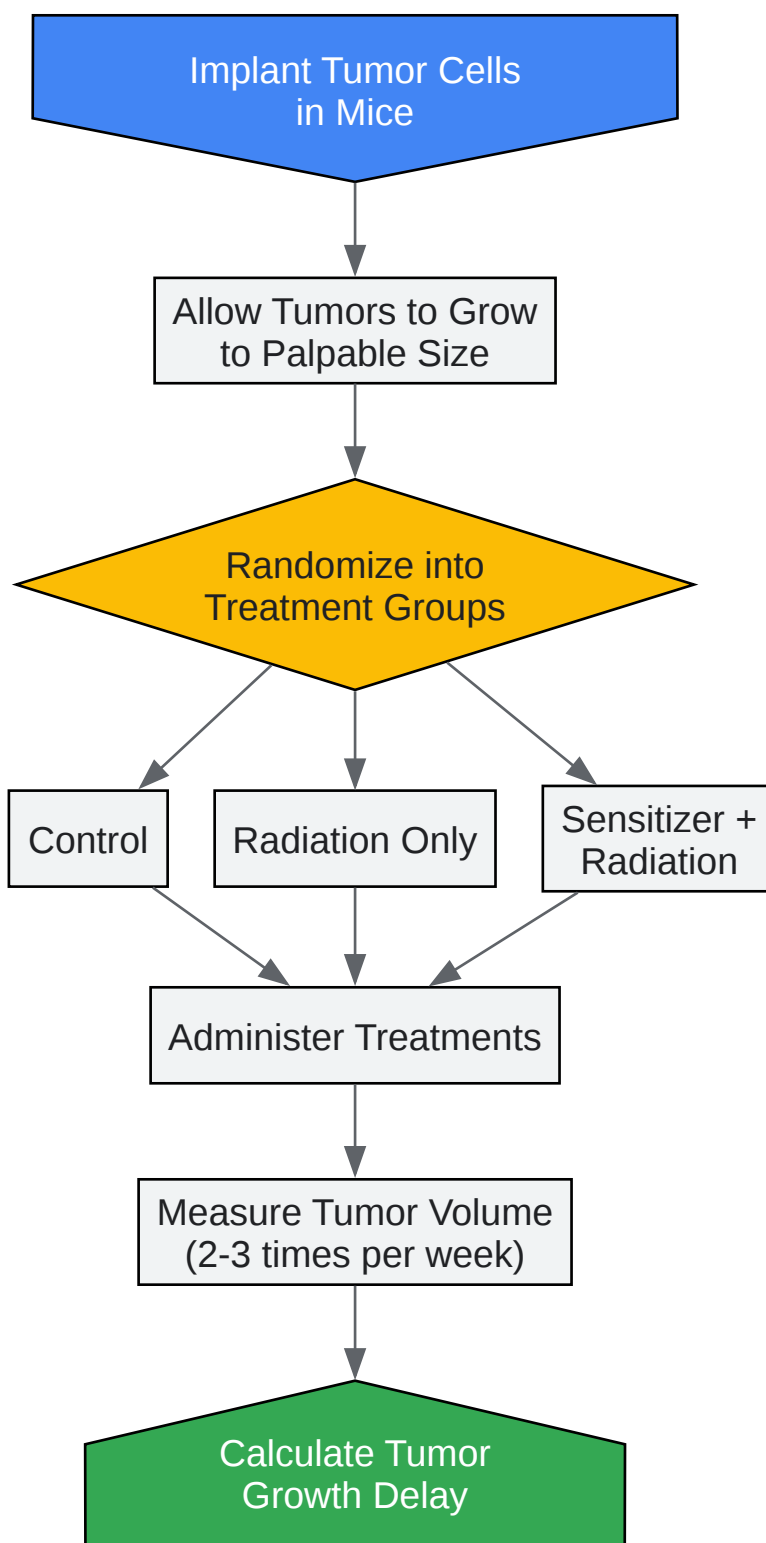 Implant Tumor Cells
in Mice
Allow Tumors to Grow
to Palpable Size
Randomize into
Treatment Groups
Control
Radiation Only
Sensitizer +
Radiation
Administer Treatments
Measure Tumor Volume
(2-3 times per week)
Calculate Tumor
Growth Delay